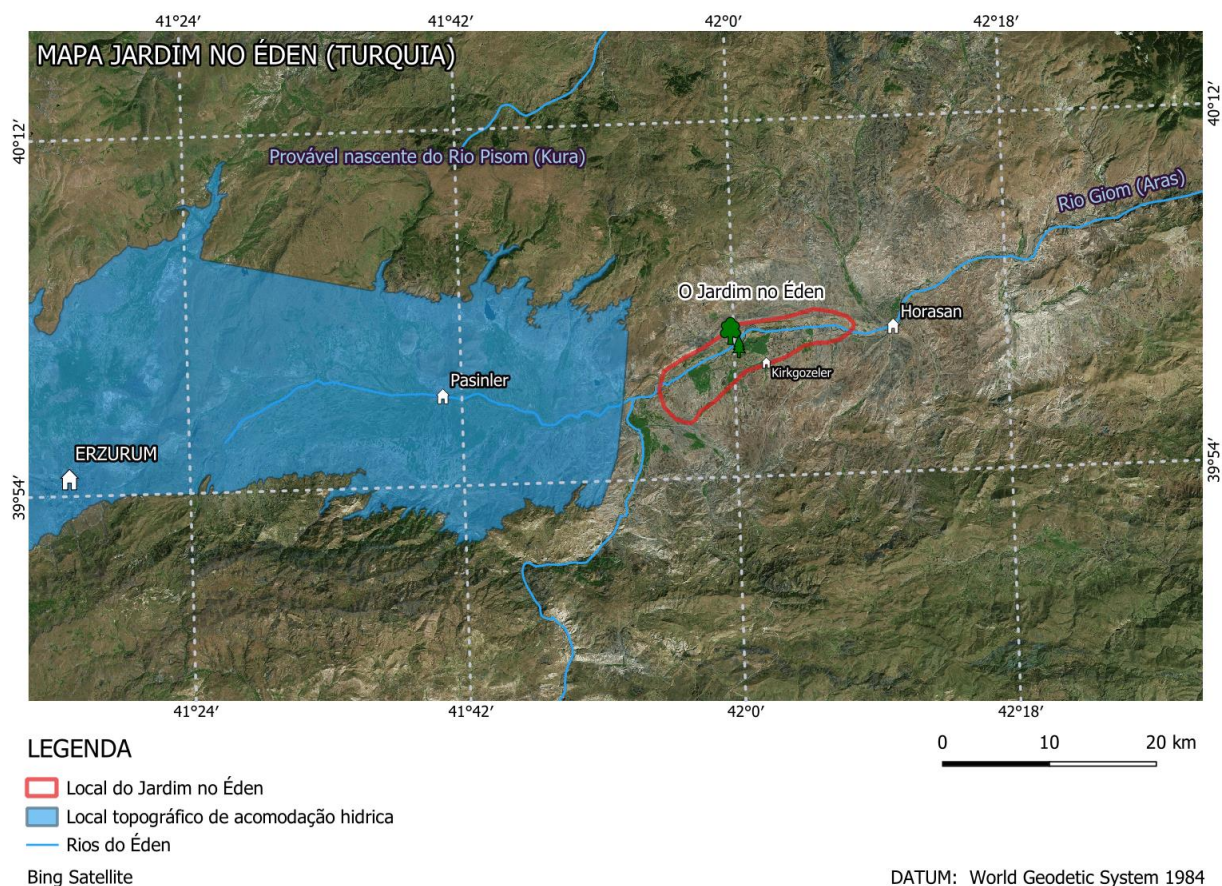 41°24′ 41°42′ 42°0′ 42°18′
MAPA JARDIM NO ÉDEN (TURQUIA)
40°12′ 40°12′
Provável nascente do Rio Pisom (Kura)
Rio Giom (Aras)
O Jardim no Éden
Horasan
Kirkgozeler
Pasinler
ERZURUM
39°54′ 39°54′
41°24′ 41°42′ 42°0′ 42°18′
LEGENDA
0 10 20 km
Local do Jardim no Éden
Local topográfico de acomodação hidrica
Rios do Éden
Bing Satellite DATUM: World Geodetic System 1984